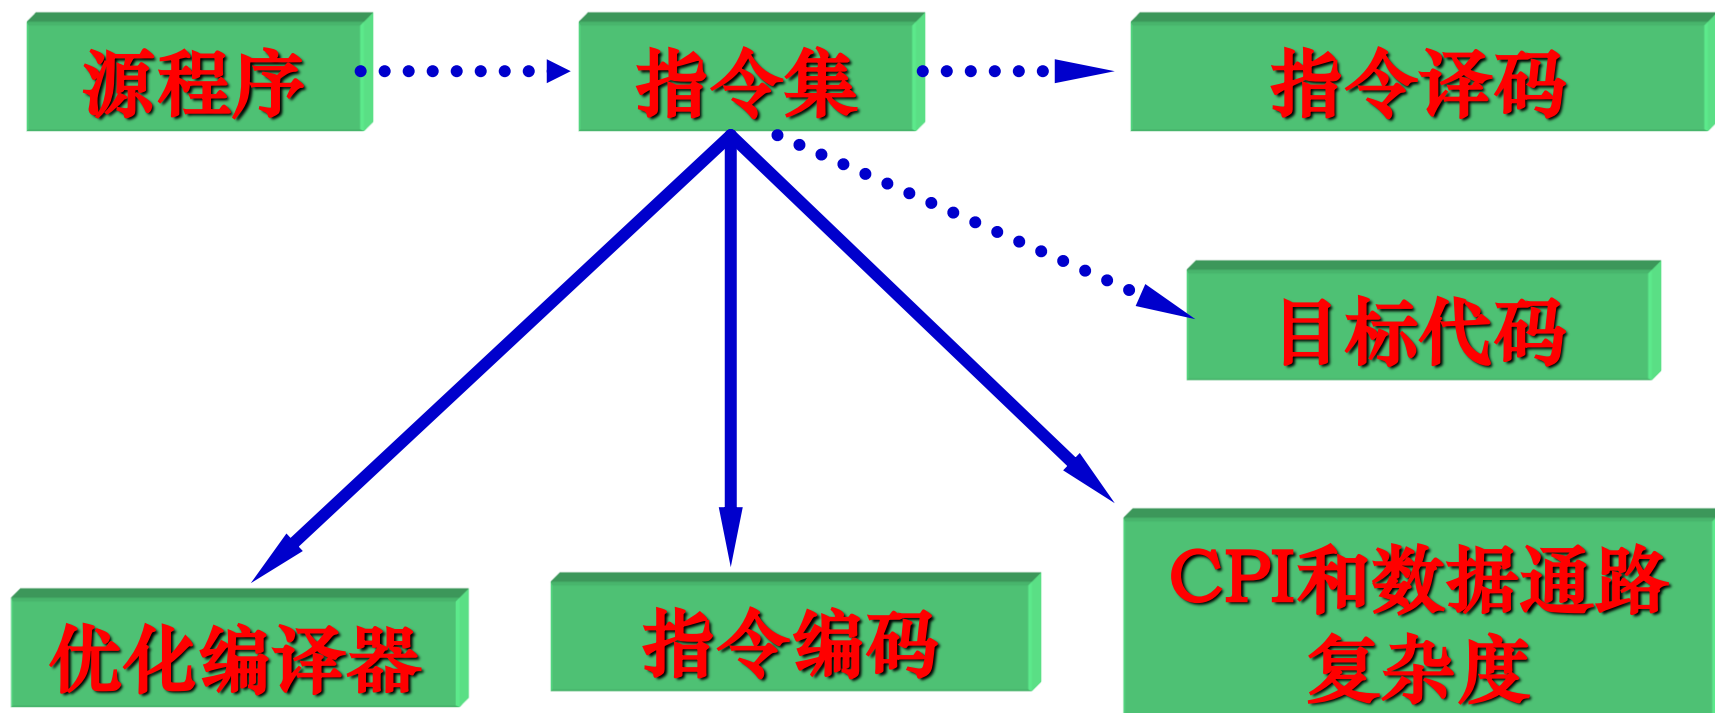 源程序
指令集
指令译码
目标代码
优化编译器
指令编码
CPI和数据通路
复杂度